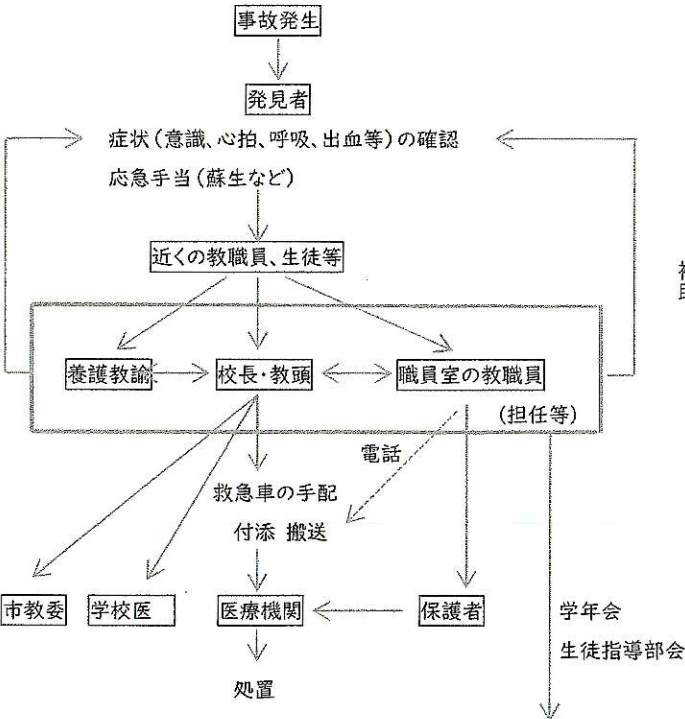 事故発生
発見者
症状(意識、心拍、呼吸、出血等)の確認
応急手当(蘇生など)
近くの教職員、生徒等
養護教諭
校長・教頭
職員室の教職員
(担任等)
電話
救急車の手配
付添 搬送
市教委
学校医
医療機関
保護者
学年会
生徒指導部会
処置